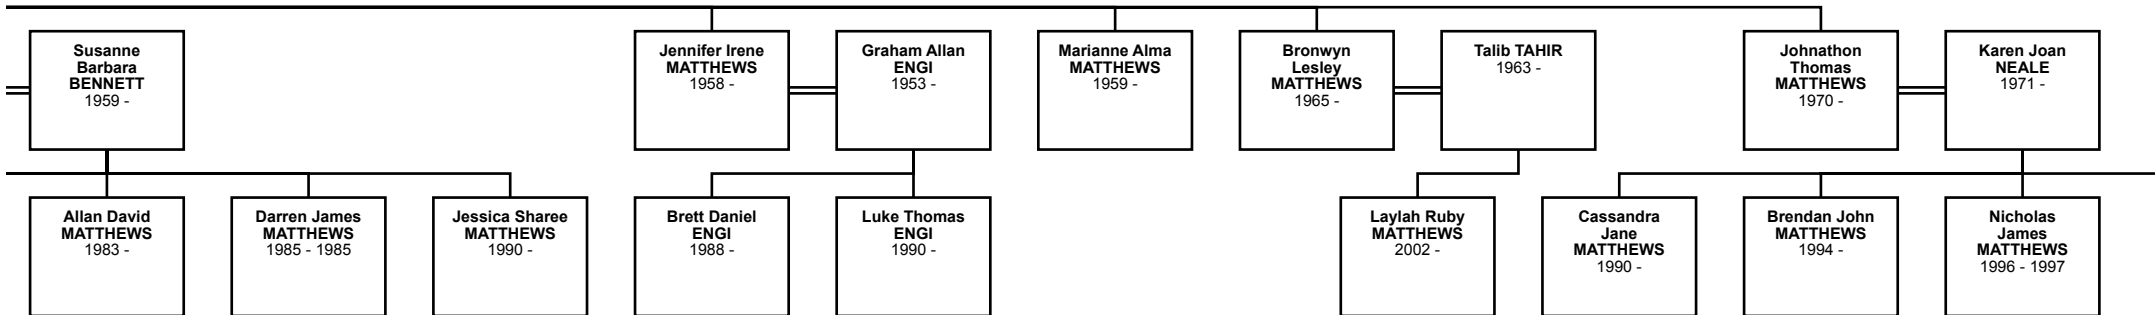 Susanne
Barbara
BENNETT
1959 -
Jennifer Irene
MATTHEWS
1958 -
Graham Allan
ENGI
1953 -
Marianne Alma
MATTHEWS
1959 -
Bronwyn
Lesley
MATTHEWS
1965 -
Talib TAHIR
1963 -
Johnathon
Thomas
MATTHEWS
1970 -
Karen Joan
NEALE
1971 -
Allan David
MATTHEWS
1983 -
Darren James
MATTHEWS
1985 - 1985
Jessica Sharee
MATTHEWS
1990 -
Brett Daniel
ENGI
1988 -
Luke Thomas
ENGI
1990 -
Laylah Ruby
MATTHEWS
2002 -
Cassandra
Jane
MATTHEWS
1990 -
Brendan John
MATTHEWS
1994 -
Nicholas
James
MATTHEWS
1996 - 1997